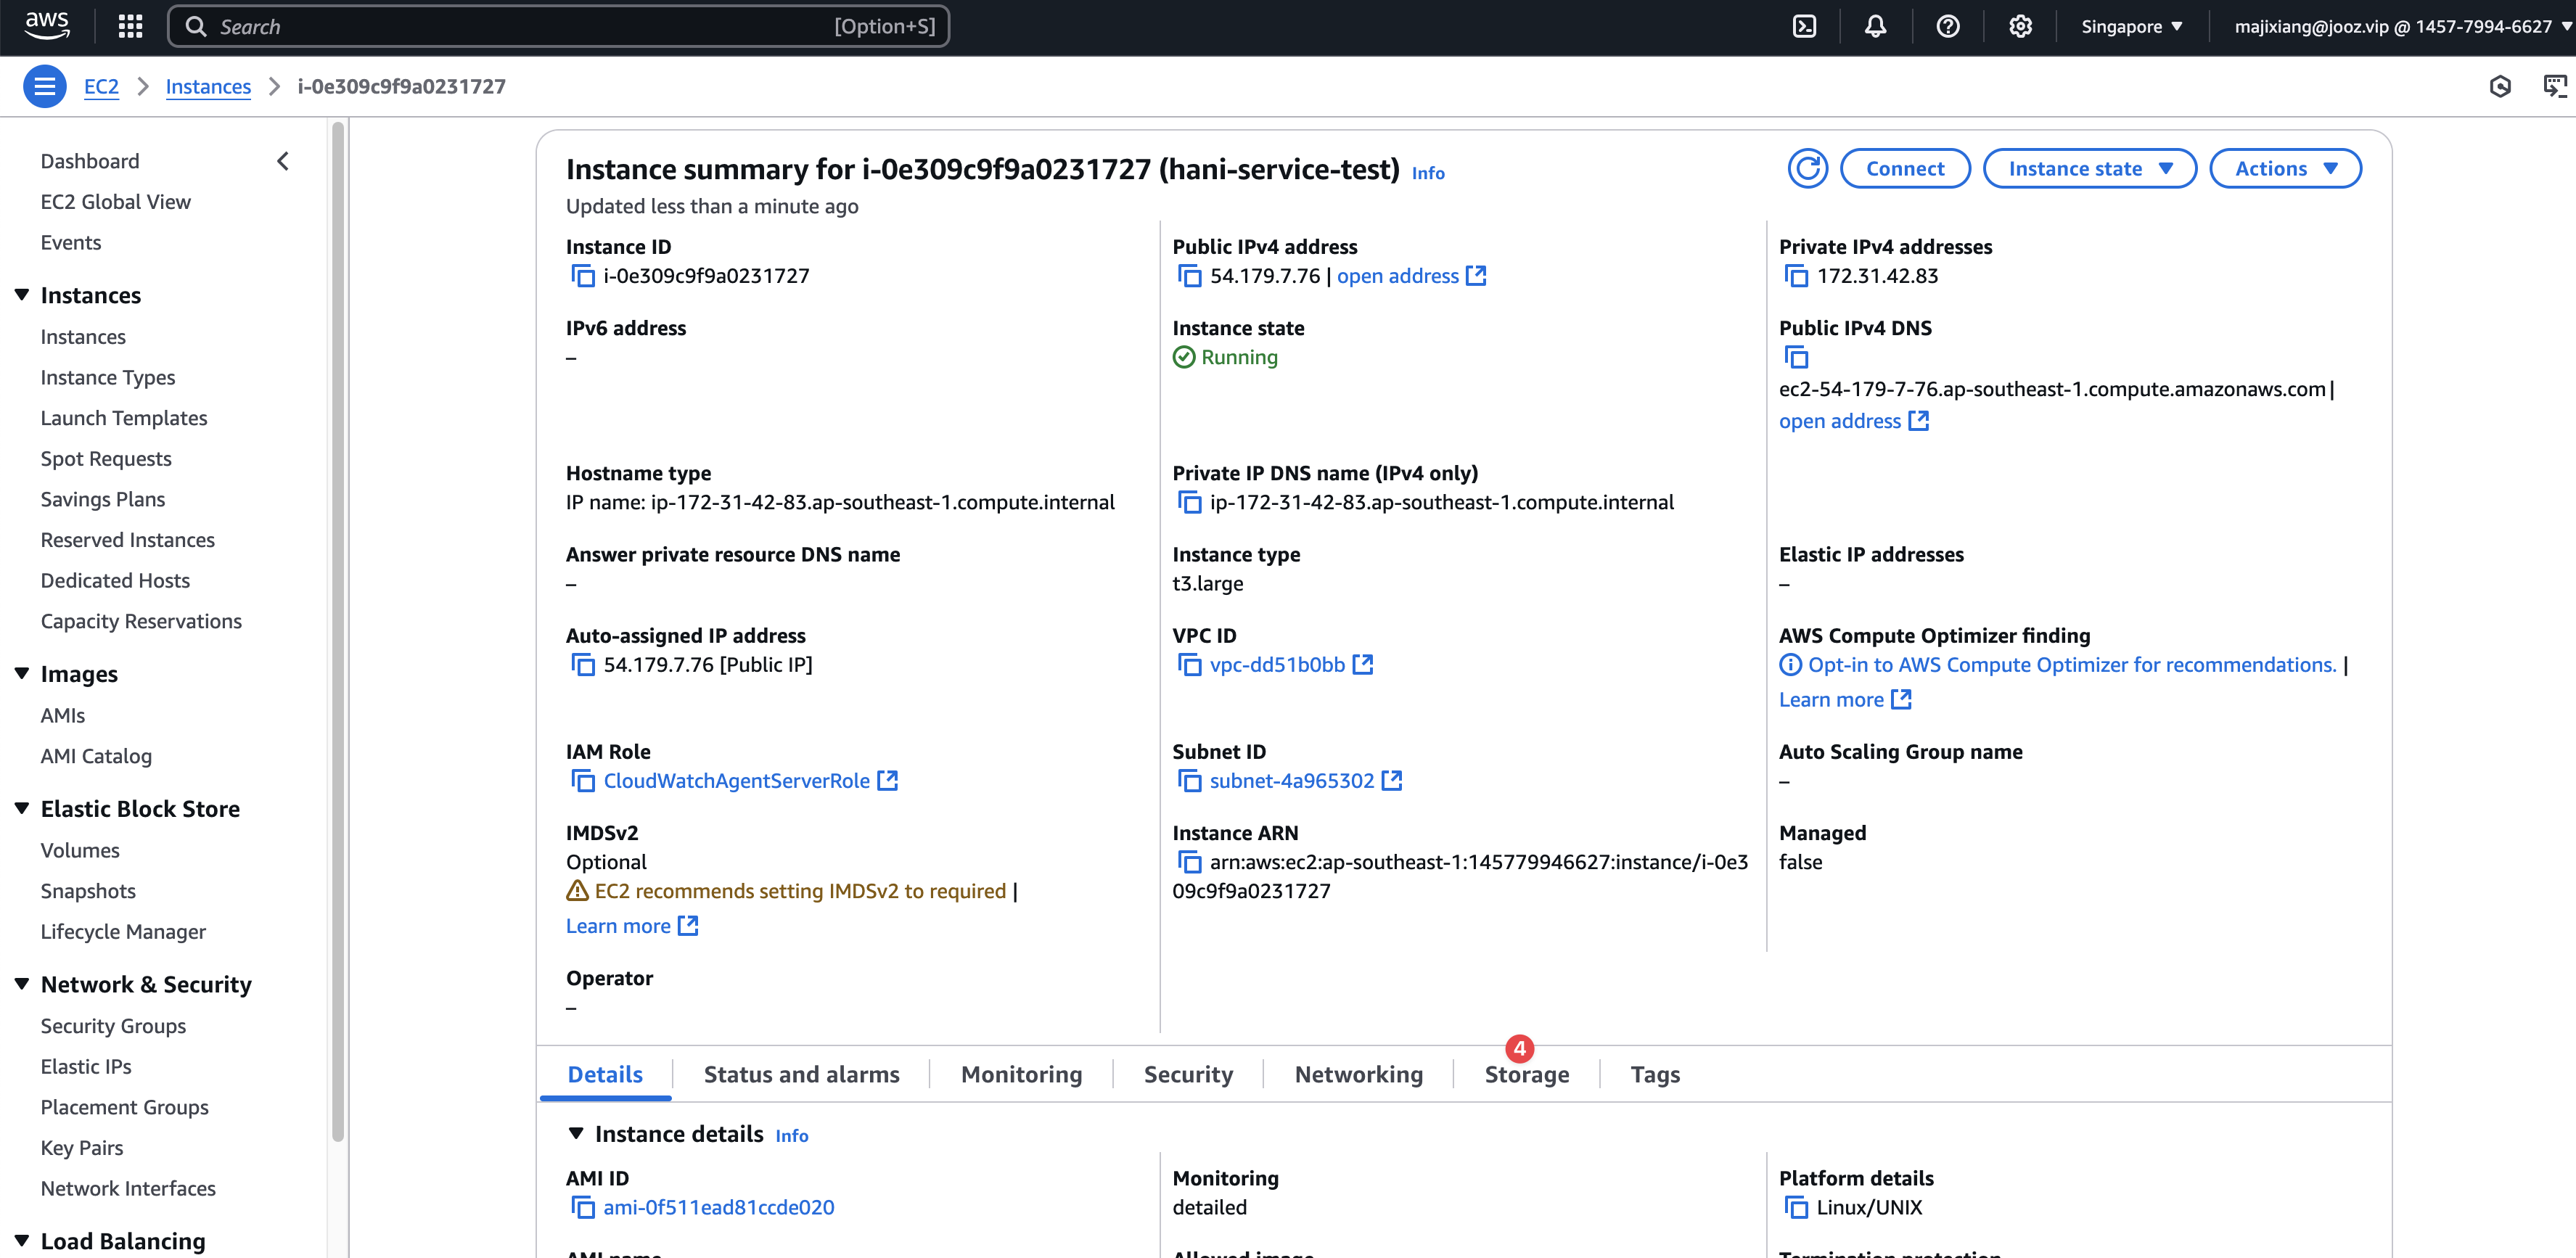 aws
Search
[Option+S]
Singapore
majixiang@jooz.vip @ 1457-7994-6627
EC2
Instances
i-0e309c9f9a0231727
Dashboard
EC2 Global View
Events
Instances
Instances
Instance Types
Launch Templates
Spot Requests
Savings Plans
Reserved Instances
Dedicated Hosts
Capacity Reservations
Images
AMIs
AMI Catalog
Elastic Block Store
Volumes
Snapshots
Lifecycle Manager
Network & Security
Security Groups
Elastic IPs
Placement Groups
Key Pairs
Network Interfaces
Load Balancing
Instance summary for i-0e309c9f9a0231727 (hani-service-test) Info
Updated less than a minute ago
Connect
Instance state
Actions
Instance ID
i-0e309c9f9a0231727
Public IPv4 address
54.179.7.76 | open address
Private IPv4 addresses
172.31.42.83
IPv6 address
–
Instance state
Running
Public IPv4 DNS
ec2-54-179-7-76.ap-southeast-1.compute.amazonaws.com |
open address
Hostname type
IP name: ip-172-31-42-83.ap-southeast-1.compute.internal
Private IP DNS name (IPv4 only)
ip-172-31-42-83.ap-southeast-1.compute.internal
Answer private resource DNS name
–
Instance type
t3.large
Elastic IP addresses
–
Auto-assigned IP address
54.179.7.76 [Public IP]
VPC ID
vpc-dd51b0bb
AWS Compute Optimizer finding
Opt-in to AWS Compute Optimizer for recommendations. |
Learn more
IAM Role
CloudWatchAgentServerRole
Subnet ID
subnet-4a965302
Auto Scaling Group name
–
IMDSv2
Optional
EC2 recommends setting IMDSv2 to required |
Learn more
Instance ARN
arn:aws:ec2:ap-southeast-1:145779946627:instance/i-0e3
09c9f9a0231727
Managed
false
Operator
–
4
Details
Status and alarms
Monitoring
Security
Networking
Storage
Tags
Instance details Info
AMI ID
ami-0f511ead81ccde020
Monitoring
detailed
Platform details
Linux/UNIX
AMI name
Allowed image
Termination protection